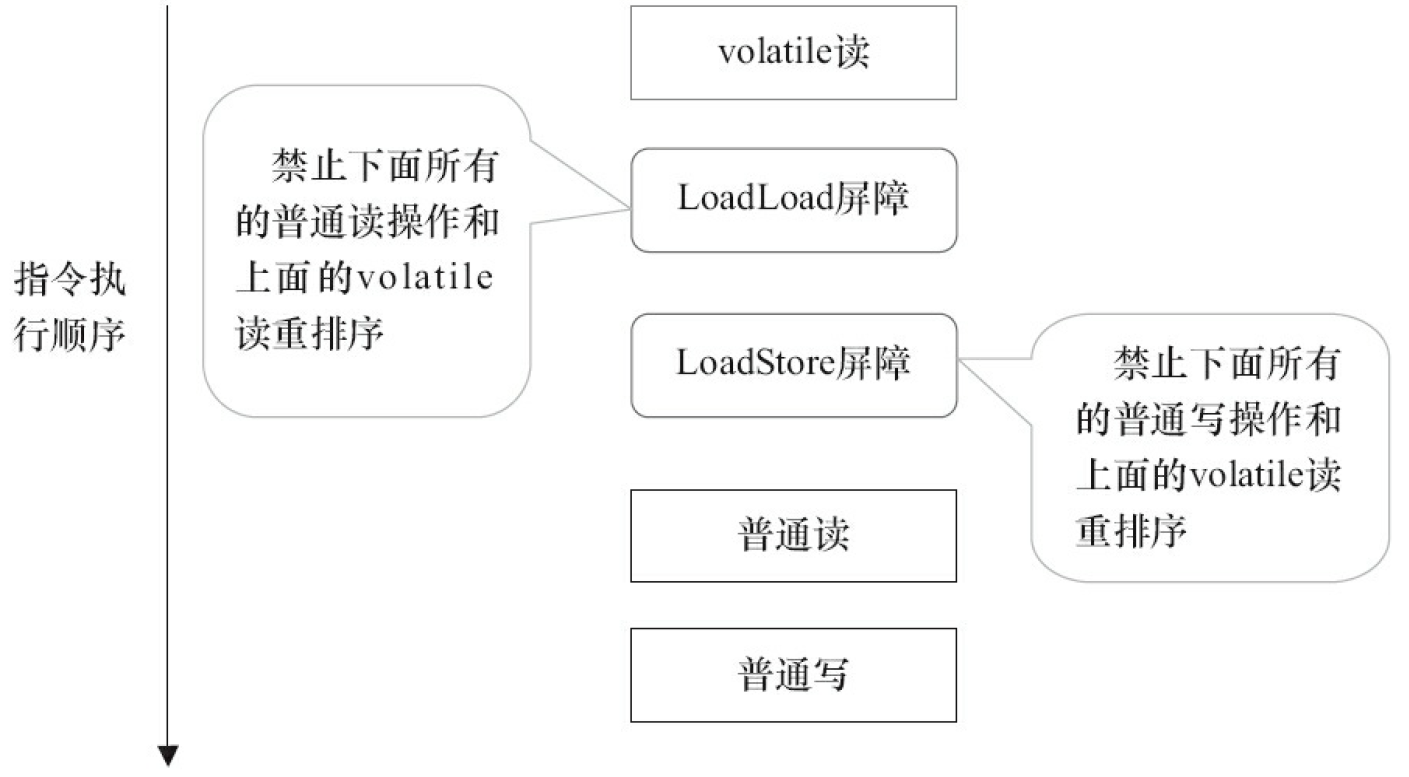 volatile读
禁止下面所有
的普通读操作和
上面的volatile
读重排序
LoadLoad屏障
指令执
行顺序
LoadStore屏障
禁止下面所有
的普通写操作和
上面的volatile读
重排序
普通读
普通写